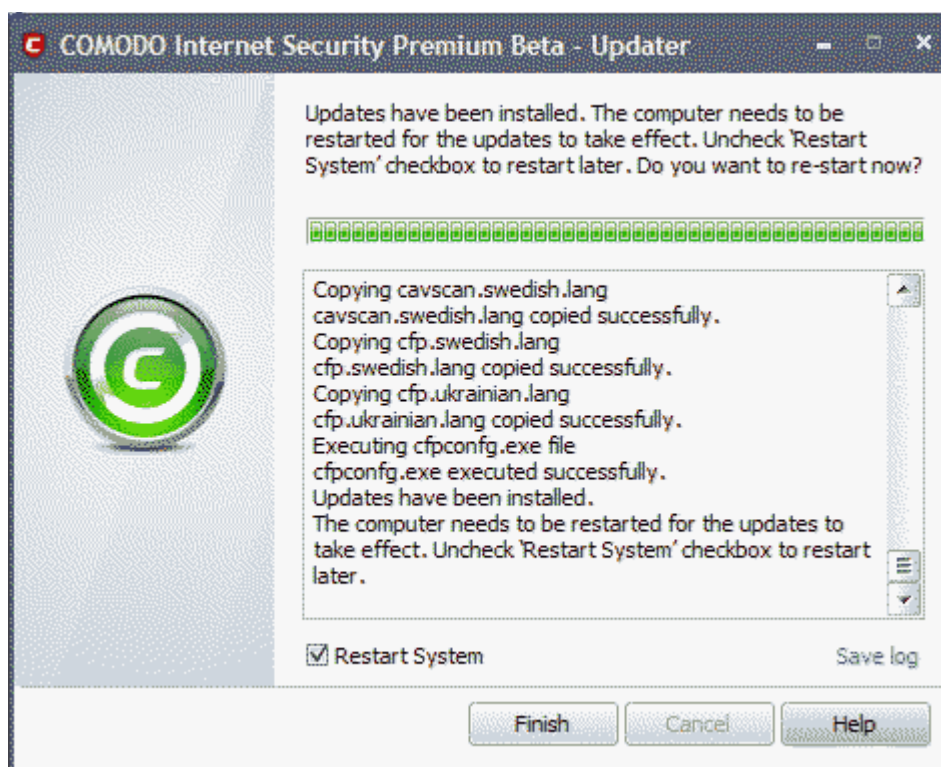 COMODO Internet Security Premium Beta - Updater
Updates have been installed. The computer needs to be
restarted for the updates to take effect. Uncheck 'Restart
System' checkbox to restart later. Do you want to re-start now?
Copying cavscan.swedish.lang
cavscan.swedish.lang copied successfully.
Copying cfp.swedish.lang
cfp.swedish.lang copied successfully.
Copying cfp.ukrainian.lang
cfp.ukrainian.lang copied successfully.
Executing cfpconfg.exe file
cfpconfg.exe executed successfully.
Updates have been installed.
The computer needs to be restarted for the updates to
take effect. Uncheck 'Restart System' checkbox to restart
later.
Restart System
Save log
Finish
Cancel
Help